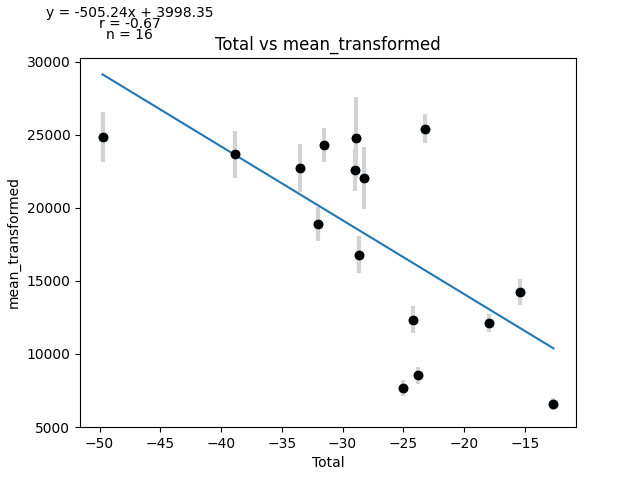 y = -505.24x + 3998.35
r = -0.67
n = 16
Total vs mean_transformed
30000
25000
20000
15000
10000
5000
mean_transformed
−50
−45
−40
−35
−30
−25
−20
−15
Total